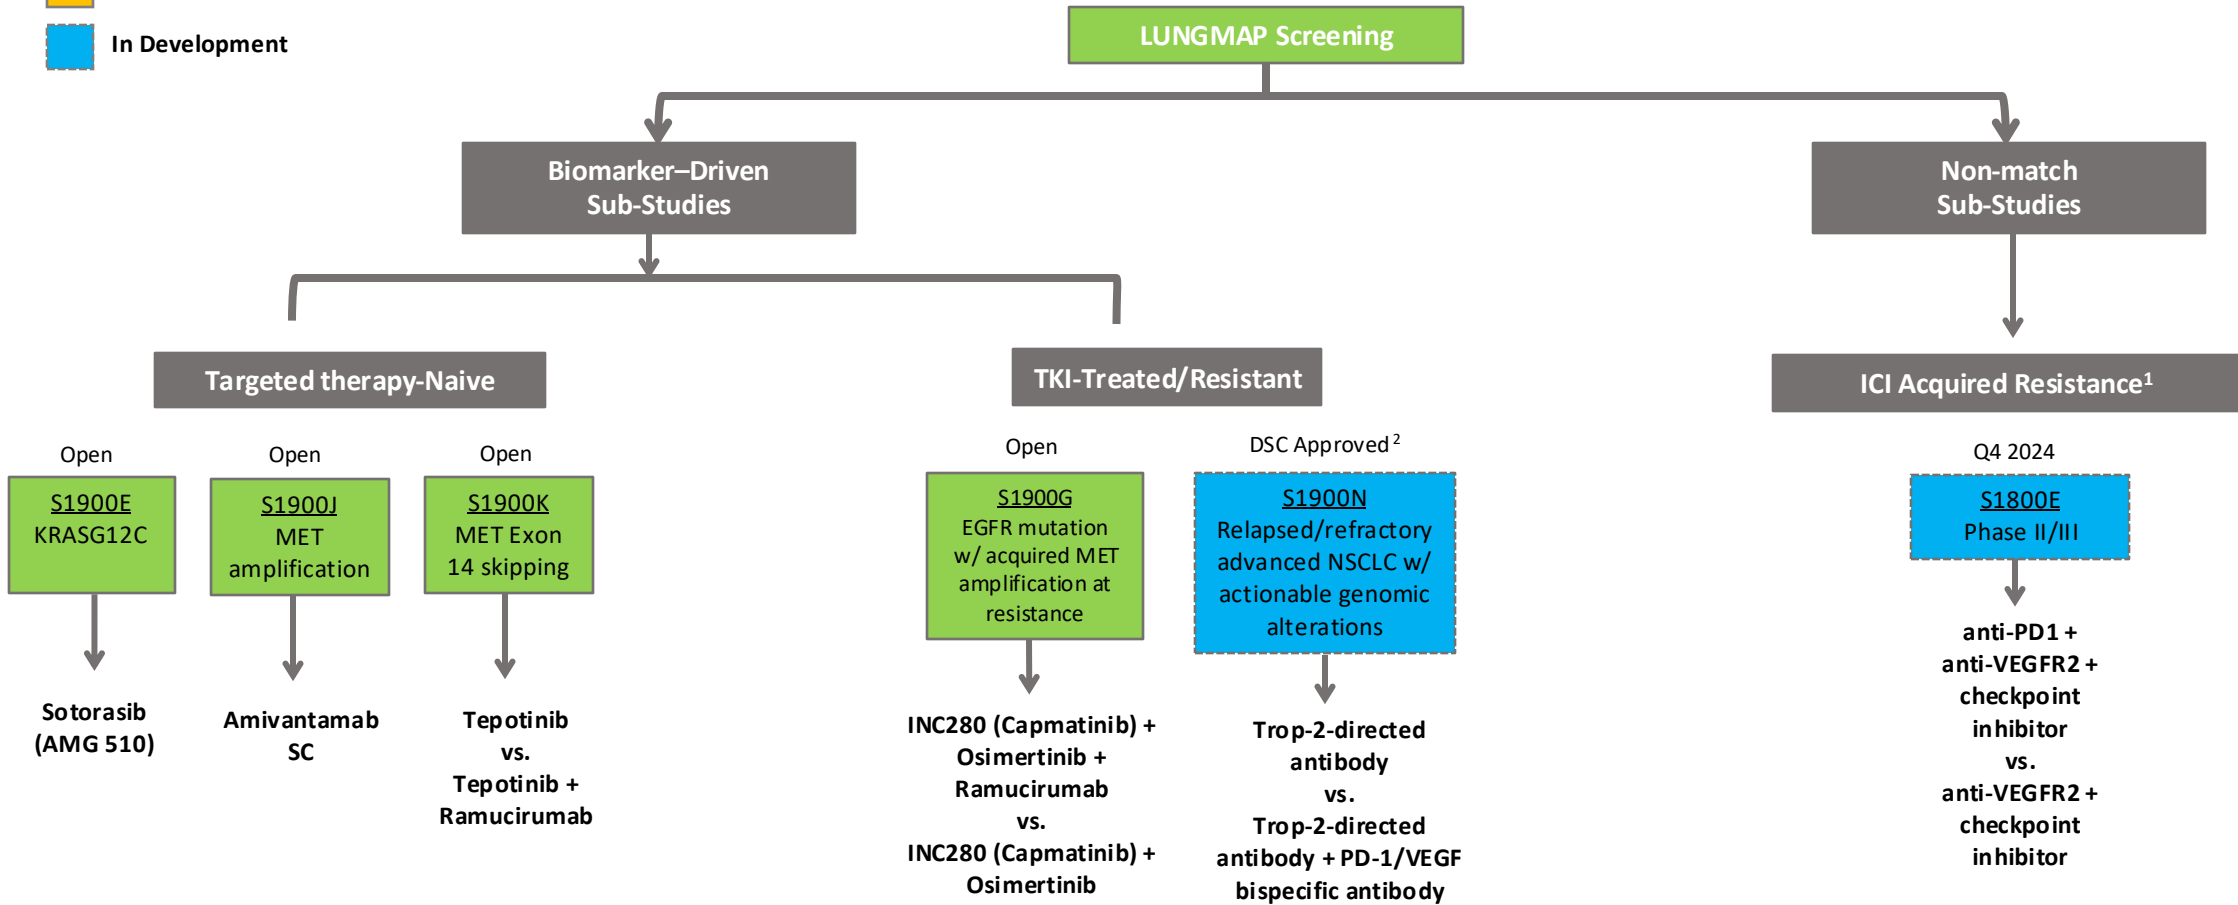 In Development
LUNGMAP Screening
Biomarker–Driven
Sub-Studies
Non-match
Sub-Studies
Targeted therapy-Naive
TKI-Treated/Resistant
ICI Acquired Resistance¹
Open
S1900E
KRASG12C
Sotorasib
(AMG 510)
Open
S1900J
MET
amplification
Amivantamab
SC
Open
S1900K
MET Exon
14 skipping
Tepotinib
vs.
Tepotinib +
Ramucirumab
Open
S1900G
EGFR mutation
w/ acquired MET
amplification at
resistance
INC280 (Capmatinib) +
Osimertinib +
Ramucirumab
vs.
INC280 (Capmatinib) +
Osimertinib
DSC Approved ²
S1900N
Relapsed/refractory
advanced NSCLC w/
actionable genomic
alterations
Trop-2-directed
antibody
vs.
Trop-2-directed
antibody + PD-1/VEGF
bispecific antibody
Q4 2024
S1800E
Phase II/III
anti-PD1 +
anti-VEGFR2 +
checkpoint
inhibitor
vs.
anti-VEGFR2 +
checkpoint
inhibitor